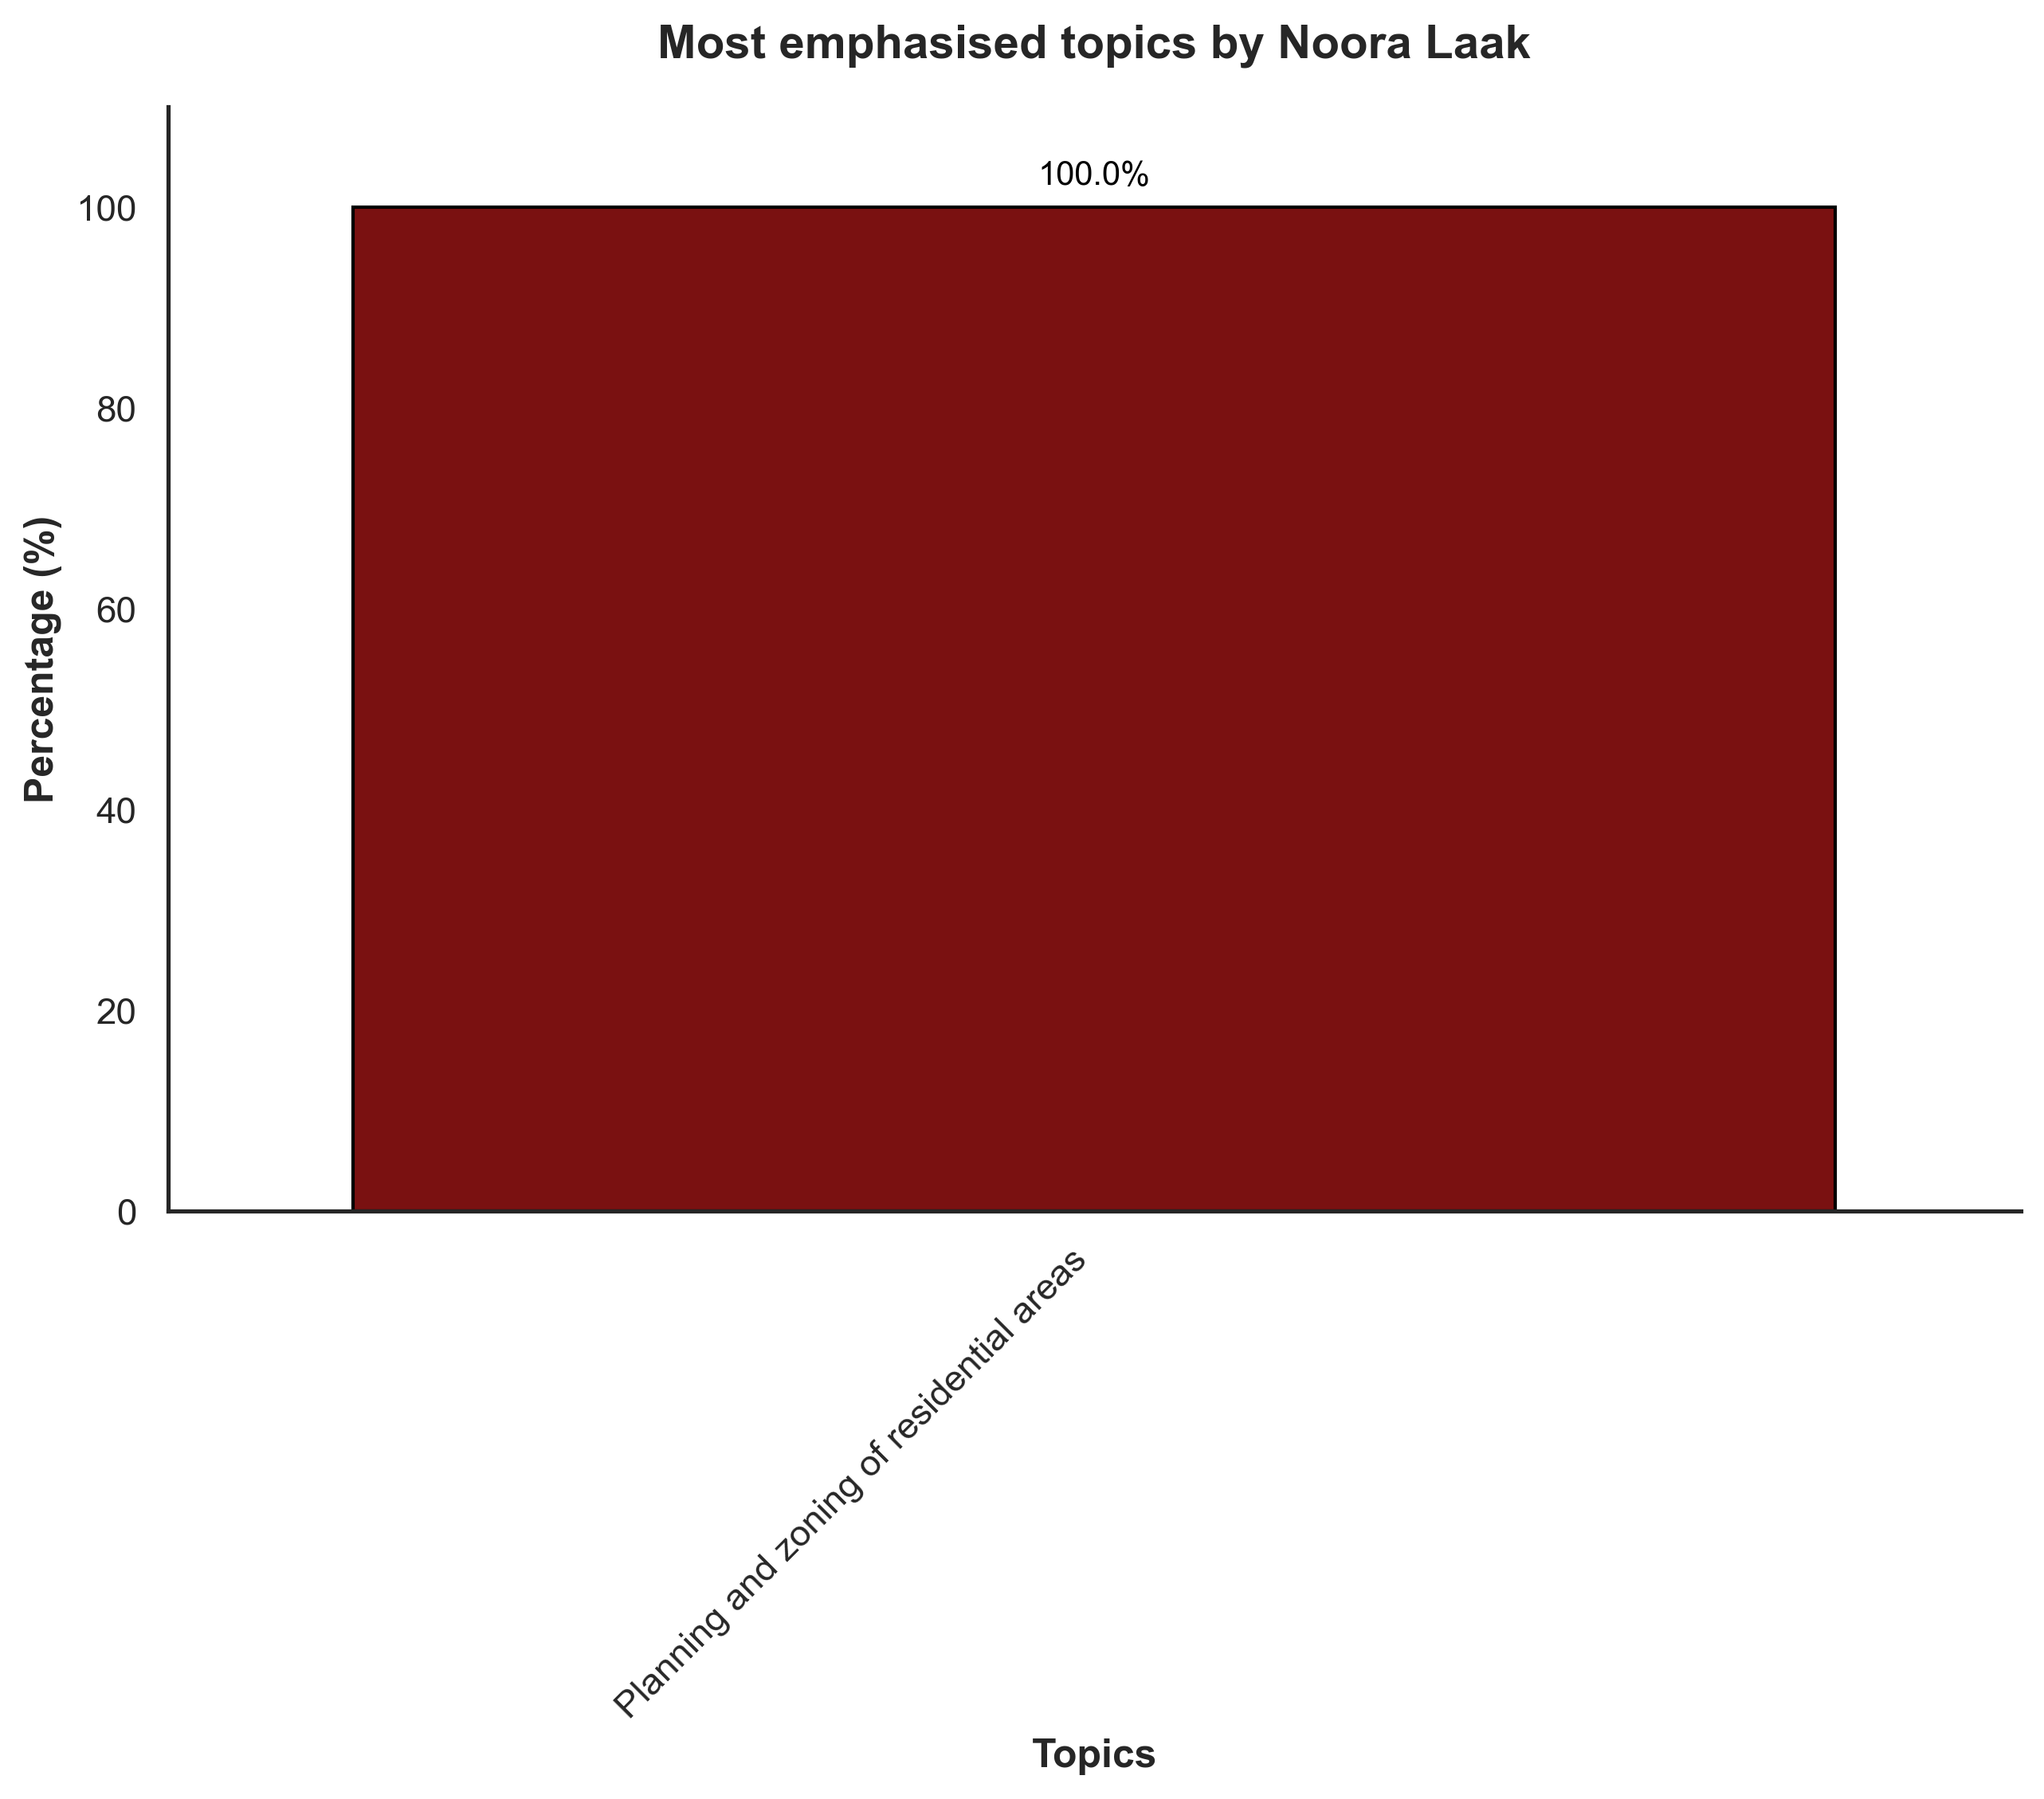 Most emphasised topics by Noora Laak
100.0%
100
80
60
40
20
0
Percentage (%)
Planning and zoning of residential areas
Topics